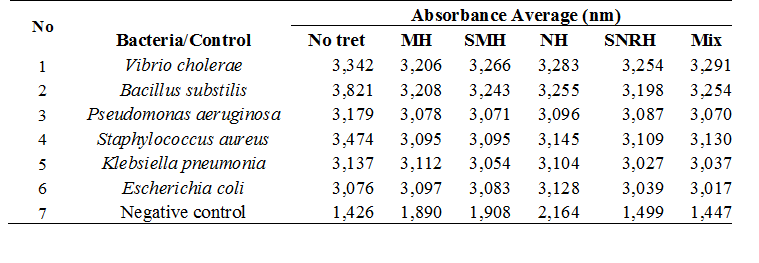 No Bacteria/Control Absorbance Average (nm)
No tret MH SMH NH SNRH Mix
1 Vibrio cholerae 3,342 3,206 3,266 3,283 3,254 3,291
2 Bacillus substilis 3,821 3,208 3,243 3,255 3,198 3,254
3 Pseudomonas aeruginosa 3,179 3,078 3,071 3,096 3,087 3,070
4 Staphylococcus aureus 3,474 3,095 3,095 3,145 3,109 3,130
5 Klebsiella pneumonia 3,137 3,112 3,054 3,104 3,027 3,037
6 Escherichia coli 3,076 3,097 3,083 3,128 3,039 3,017
7 Negative control 1,426 1,890 1,908 2,164 1,499 1,447